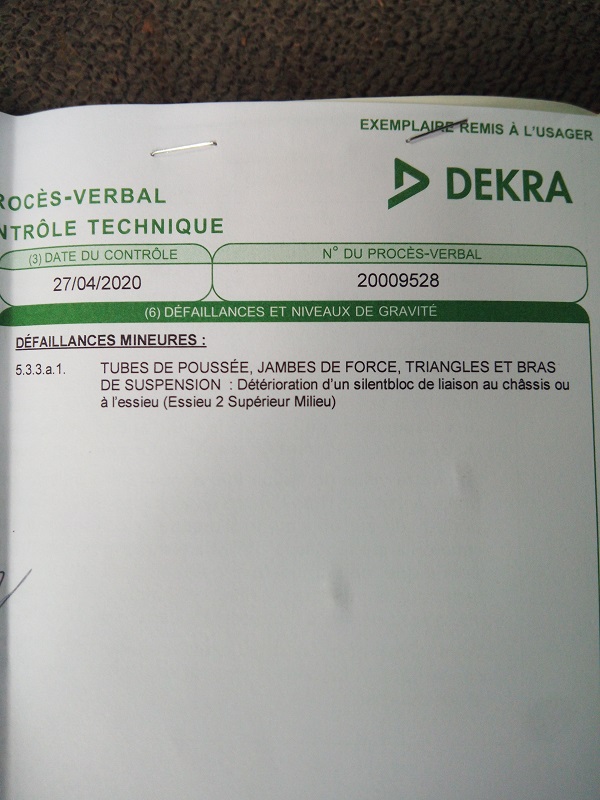 EXEMPLAIRE REMIS À L'USAGER
DEKRA
ROCÈS-VERBAL
NTRÔLE TECHNIQUE
(3) DATE DU CONTRÔLE
N° DU PROCÈS-VERBAL
27/04/2020
20009528
(6) DÉFAILLANCES ET NIVEAUX DE GRAVITÉ
DÉFAILLANCES MINEURES :
5.3.3.a.1. TUBES DE POUSSÉE, JAMBES DE FORCE, TRIANGLES ET BRAS
DE SUSPENSION : Détérioration d'un silentbloc de liaison au châssis ou
à l'essieu (Essieu 2 Supérieur Milieu)